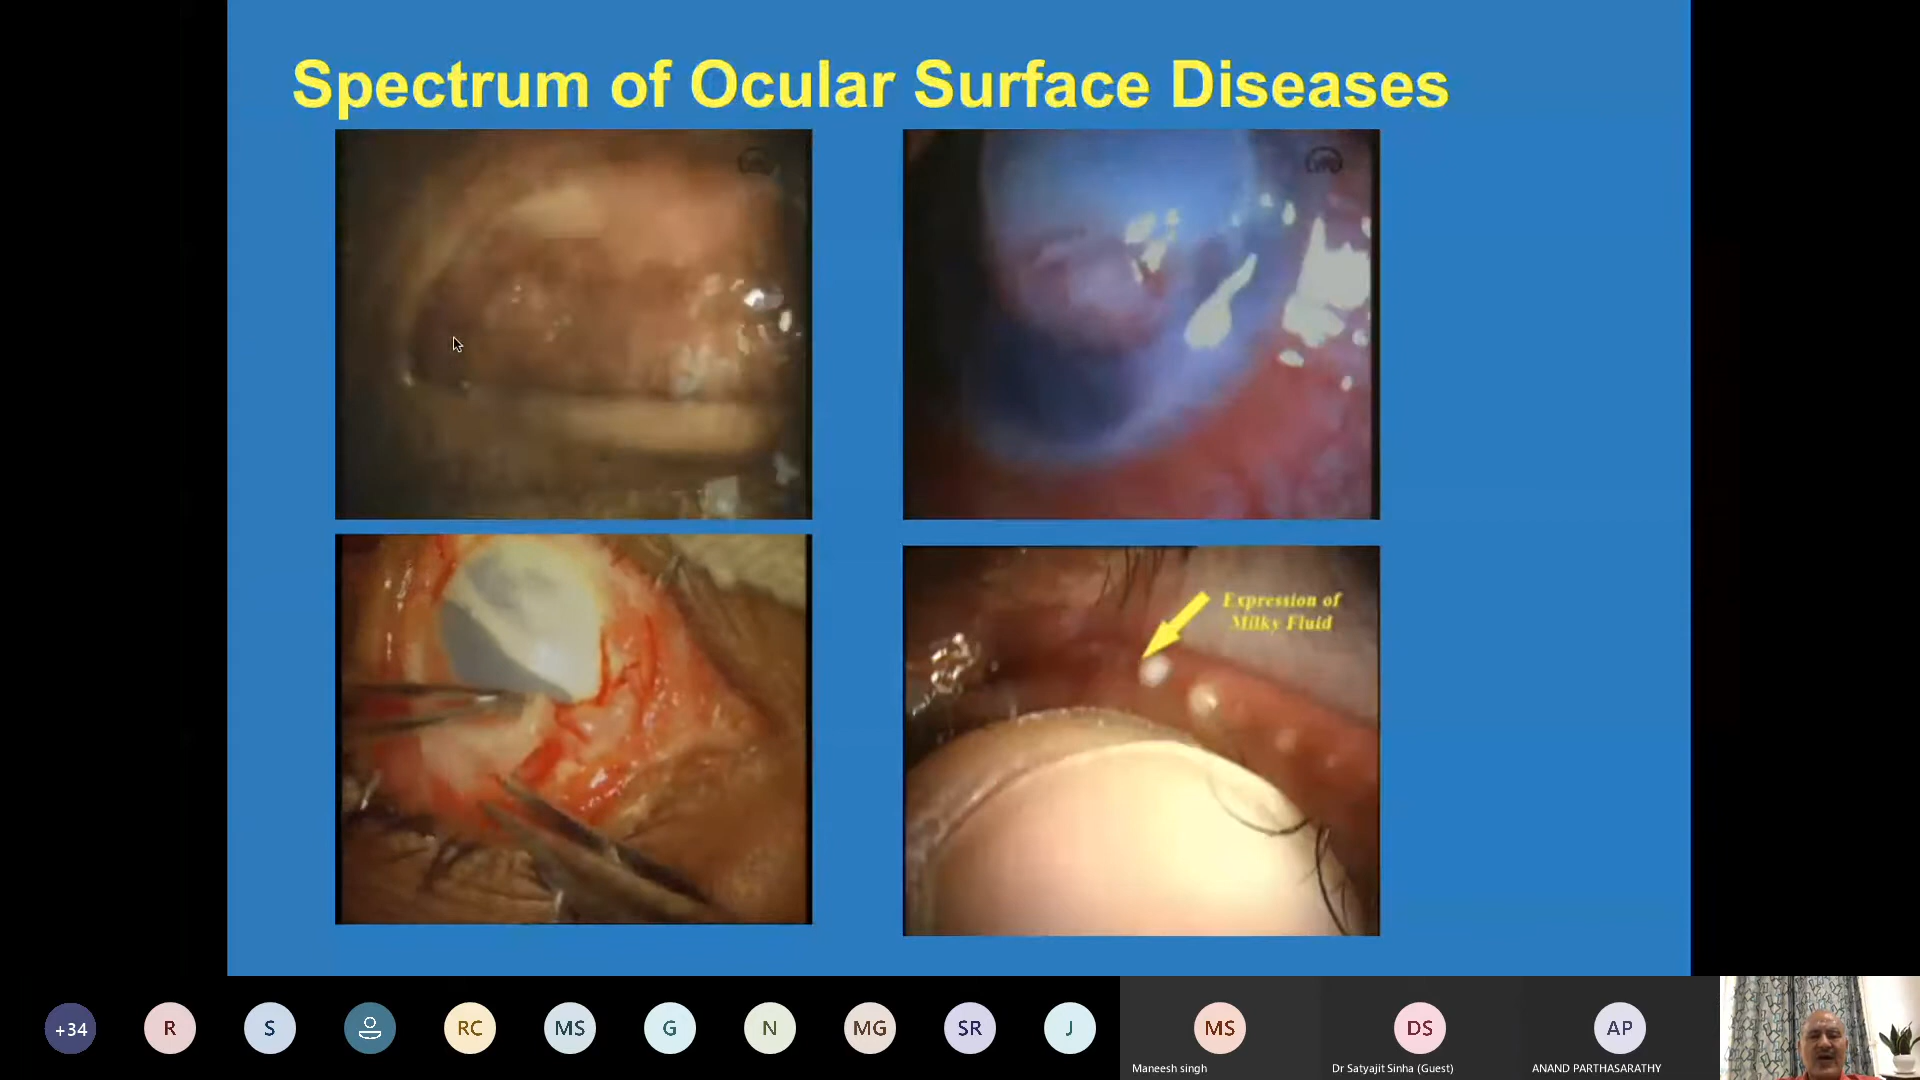 Spectrum of Ocular Surface Diseases
Expression of
Milky Fluid
+34
R
S
RC
MS
G
N
MG
SR
J
MS
DS
AP
Maneesh singh
Dr Satyajit Sinha (Guest)
ANAND PARTHASARATHY